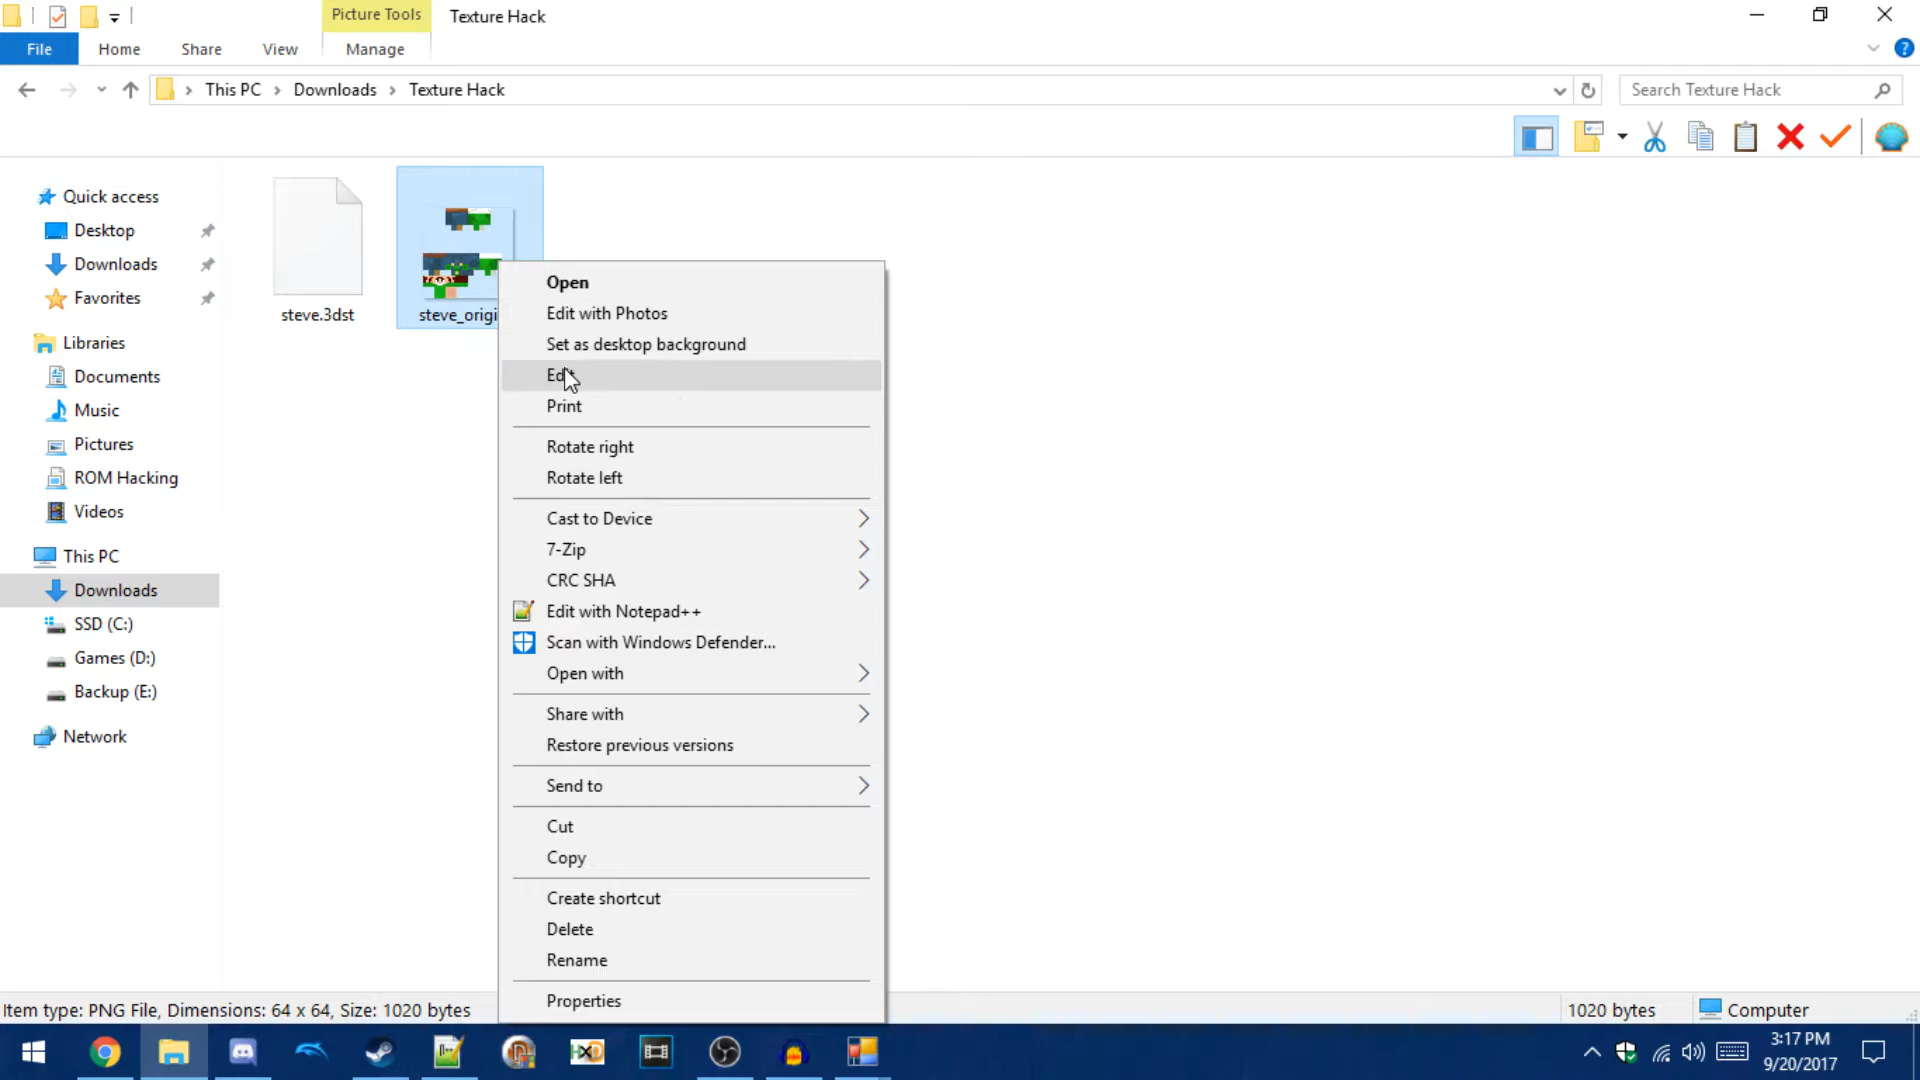 Picture Tools
Texture Hack
File
Home
Share
View
Manage
This PC
Downloads
Texture Hack
Search Texture Hack
Quick access
Desktop
Downloads
Favorites
Libraries
Documents
Music
Pictures
ROM Hacking
Videos
This PC
Downloads
SSD (C:)
Games (D:)
Backup (E:)
Network
steve.3dst
steve_origi
Open
Edit with Photos
Set as desktop background
Edit
Print
Rotate right
Rotate left
Cast to Device
7-Zip
CRC SHA
Edit with Notepad++
Scan with Windows Defender...
Open with
Share with
Restore previous versions
Send to
Cut
Copy
Create shortcut
Delete
Rename
Properties
Item type: PNG File, Dimensions: 64 x 64, Size: 1020 bytes
1020 bytes
Computer
HXD
3:17 PM
9/20/2017